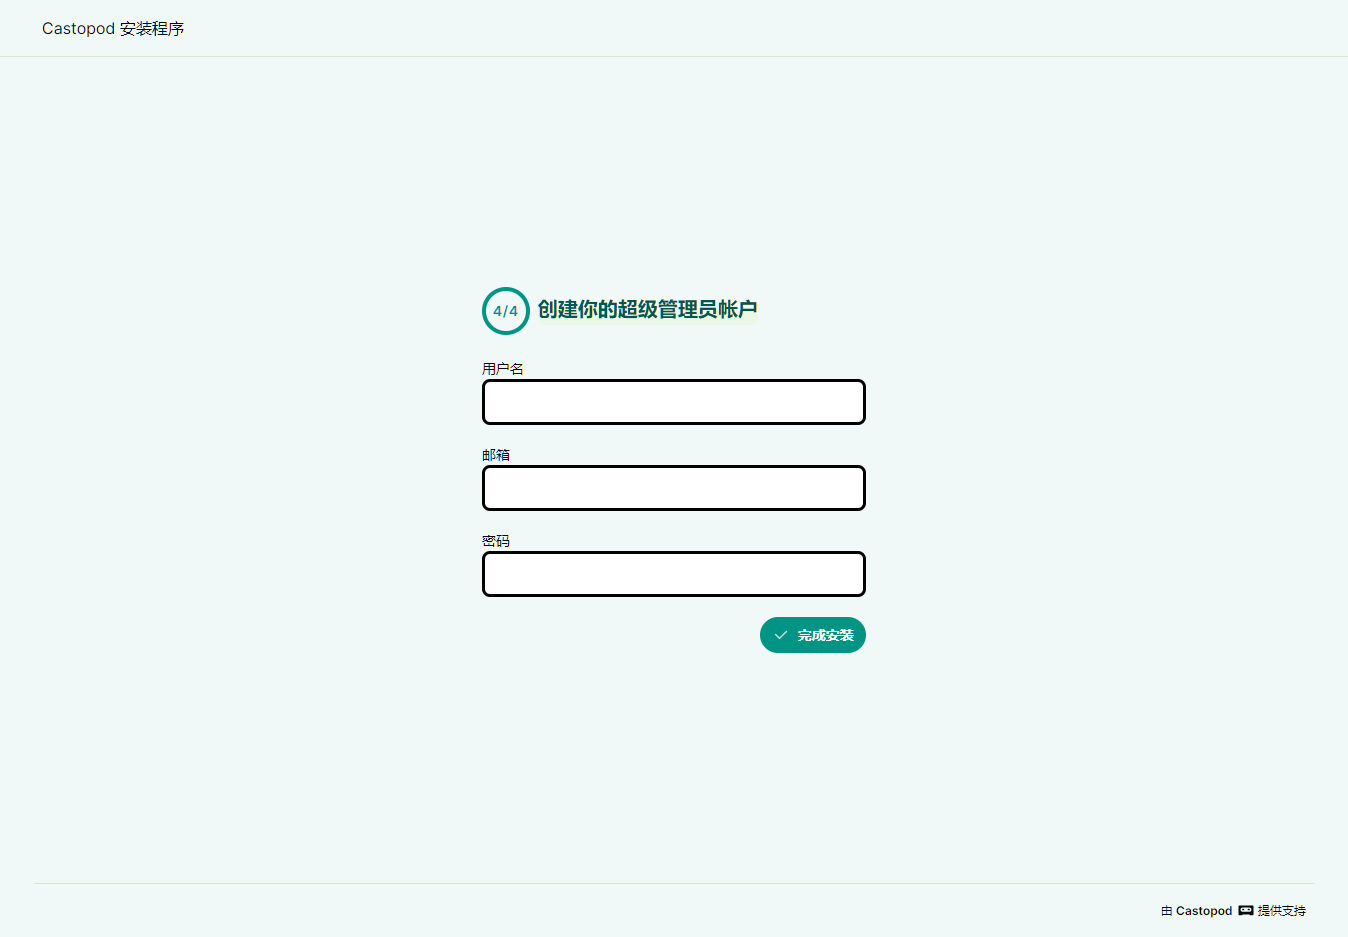 Castopod 安装程序
4/4 创建你的超级管理员帐户
用户名
邮箱
密码
完成安装
由 Castopod 提供支持